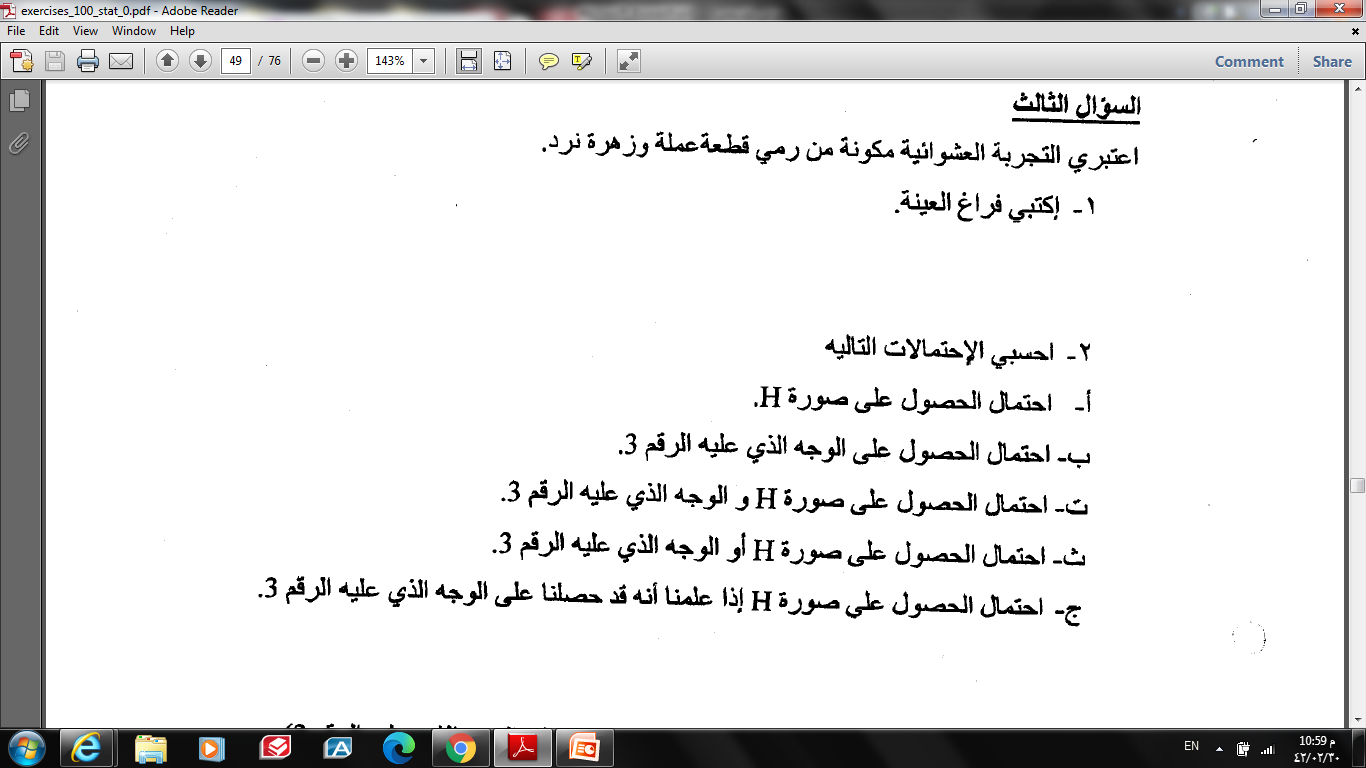 exercises_100_stat_0.pdf - Adobe Reader
File Edit View Window Help
49 / 76 143% Comment Share
السؤال الثالث
اعتبري التجربة العشوائية مكونة من رمي قطعةعملة وزهرة نرد.
١- إكتبي فراغ العينة.
٢- احسبي الإحتمالات التاليه
أ- احتمال الحصول على صورة H.
ب- احتمال الحصول على الوجه الذي عليه الرقم 3.
ت- احتمال الحصول على صورة H و الوجه الذي عليه الرقم 3.
ث- احتمال الحصول على صورة H أو الوجه الذي عليه الرقم 3.
ج- احتمال الحصول علي صورة H إذا علمنا أنه قد حصلنا على الوجه الذي عليه الرقم 3.
EN
10:59 م
٤٢/٠٢/٣٠